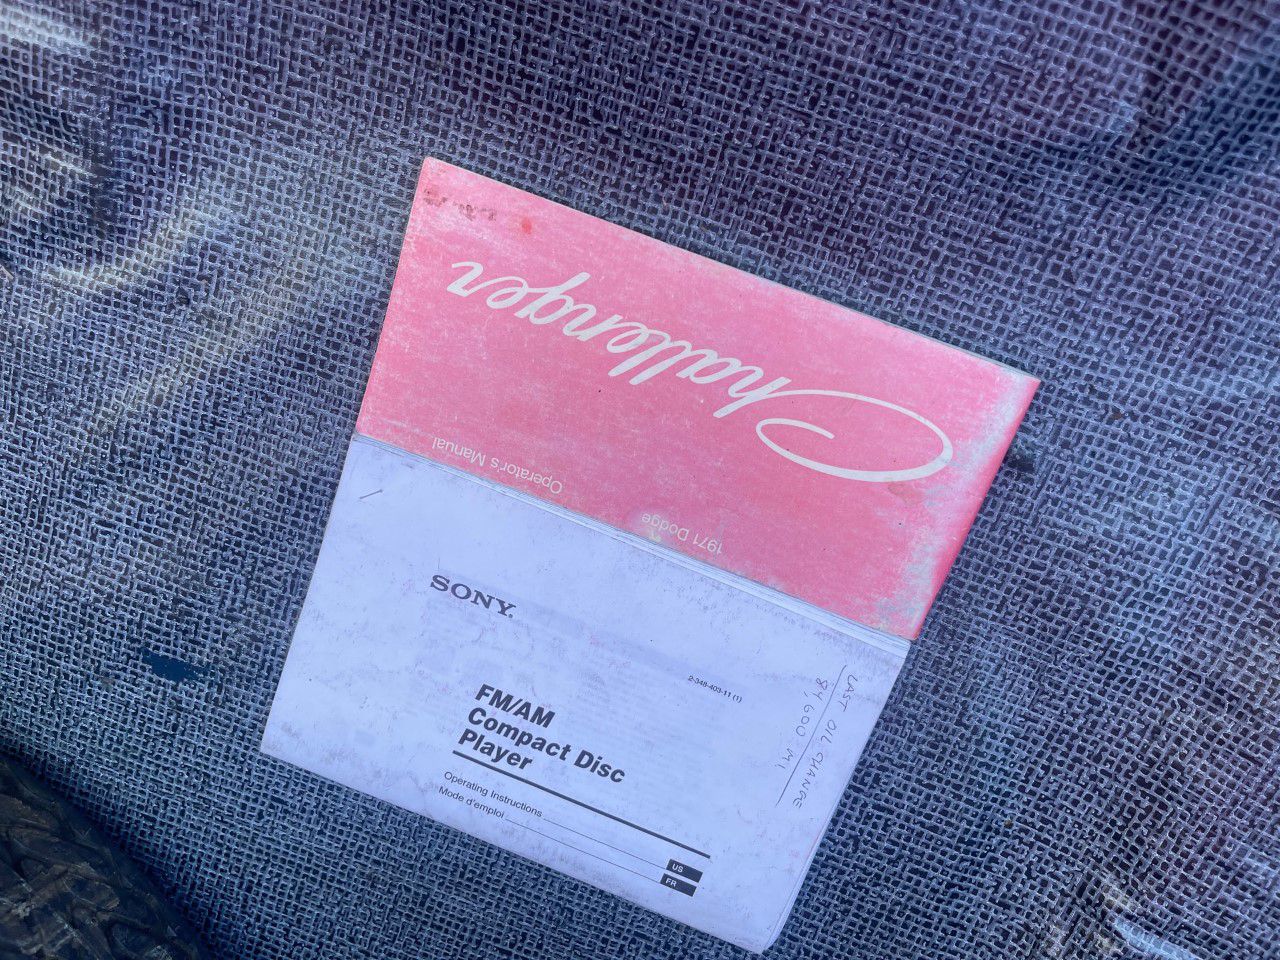 Challenger
Operator's Manual
1971 Dodge
SONY.
2-348-403-11 (1)
FM/AM
Compact Disc
Player
Operating Instructions
Mode d'emploi
US
FR
LAST OIL CHANGE
84,600 MI